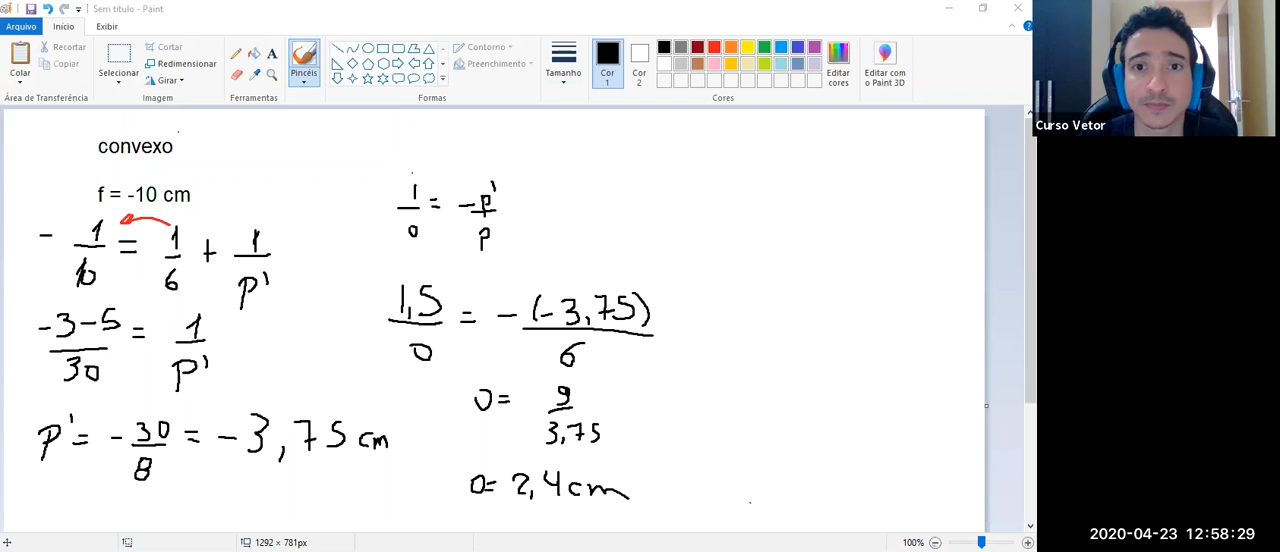 Sem título - Paint
Arquivo Início Exibir
Colar
Recortar
Copiar
Área de Transferência
Selecionar
Cortar
Redimensionar
Girar
Imagem
A
Ferramentas
Pincéis
Contorno
Preenchimento
Formas
Tamanho
Cor 1
Cor 2
Editar cores
Cores
Editar com o Paint 3D
Curso Vetor
convexo
f = -10 cm
- 1/10 = 1/6 + 1/p'
-3-5/30 = 1/p'
p' = - 30/8 = -3,75 cm
1/o = -p'/p
1,5/o = -(-3,75)/6
o = 9/3,75
o = 2,4 cm
1292 × 781px
100%
2020-04-23 12:58:29